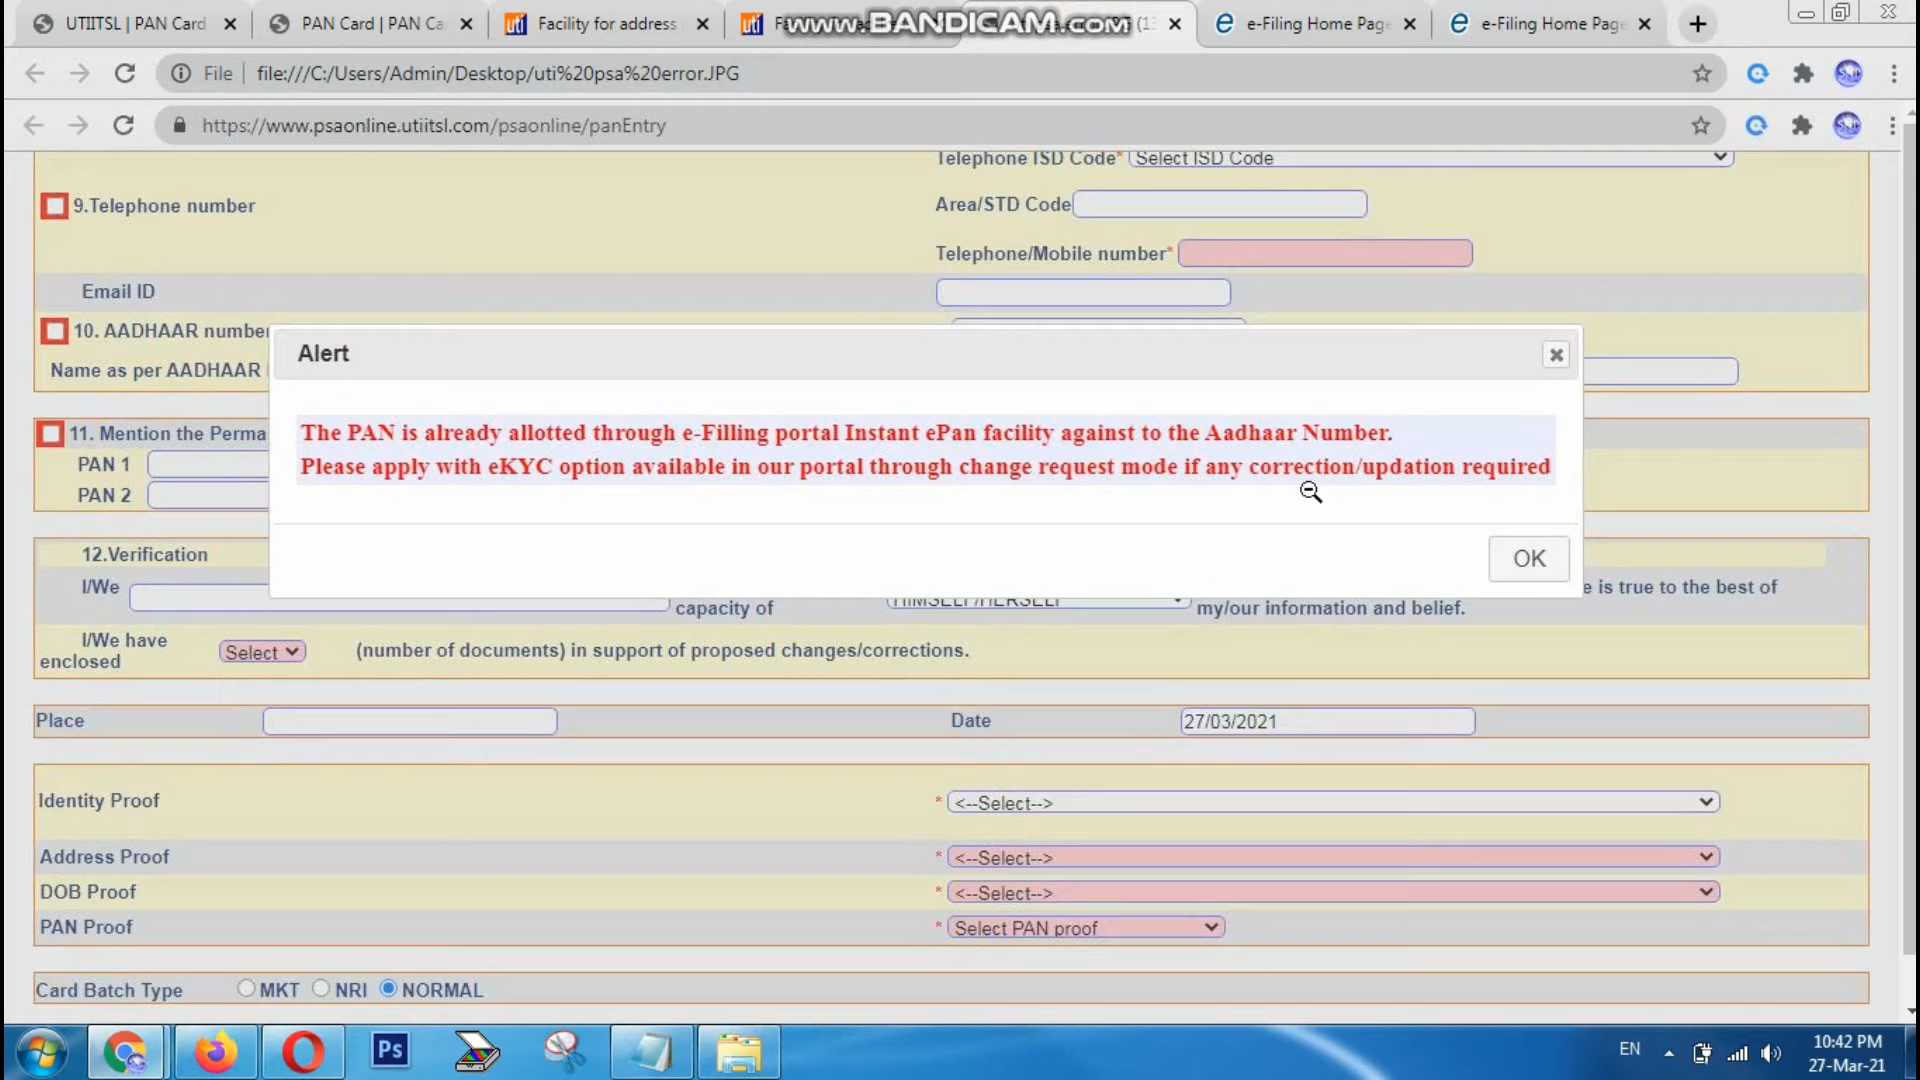 UTIITSL | PAN Card
PAN Card | PAN Ca
Facility for address
www.BANDICAM.com
e-Filing Home Page
e-Filing Home Page
File
file:///C:/Users/Admin/Desktop/uti%20psa%20error.JPG
https://www.psaonline.utiitsl.com/psaonline/panEntry
Telephone ISD Code* Select ISD Code
9.Telephone number
Area/STD Code
Telephone/Mobile number*
Email ID
10. AADHAAR number
Name as per AADHAAR
Alert
The PAN is already allotted through e-Filling portal Instant ePan facility against to the Aadhaar Number.
Please apply with eKYC option available in our portal through change request mode if any correction/updation required
OK
11. Mention the Perma
PAN 1
PAN 2
12.Verification
I/We
capacity of
HIMSELF/HERSELF
e is true to the best of
my/our information and belief.
I/We have
enclosed
Select
(number of documents) in support of proposed changes/corrections.
Place
Date
27/03/2021
Identity Proof
* <--Select-->
Address Proof
* <--Select-->
DOB Proof
* <--Select-->
PAN Proof
* Select PAN proof
Card Batch Type
MKT
NRI
NORMAL
Ps
EN
10:42 PM
27-Mar-21